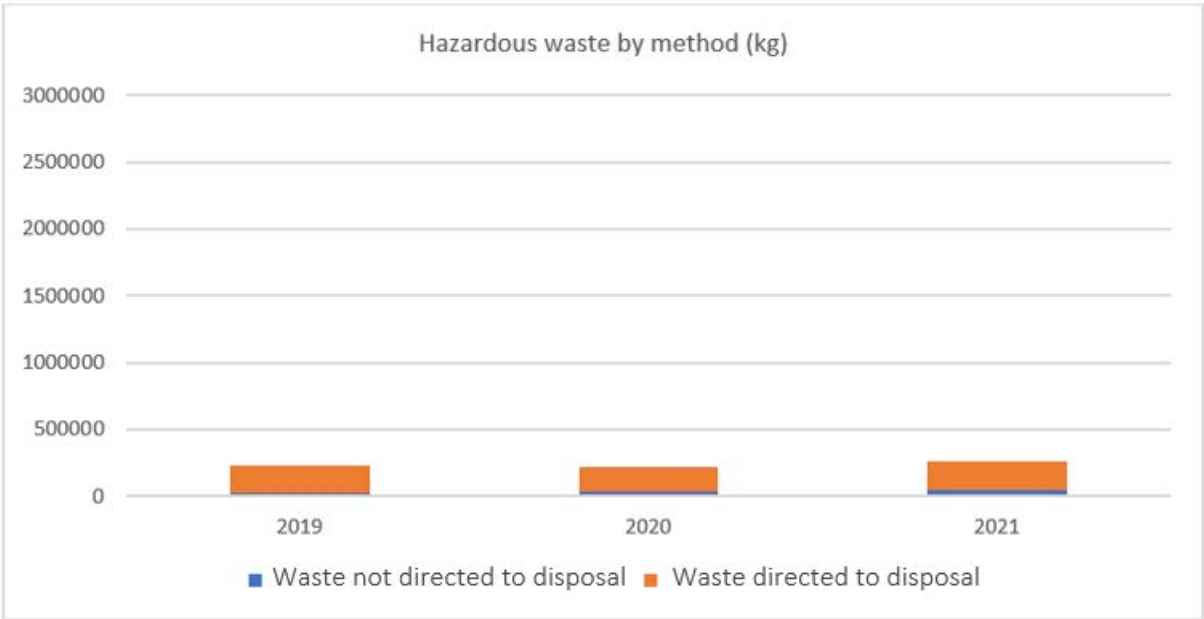 Hazardous waste by method (kg)
3000000
2500000
2000000
1500000
1000000
500000
0
2019 2020 2021
Waste not directed to disposal Waste directed to disposal